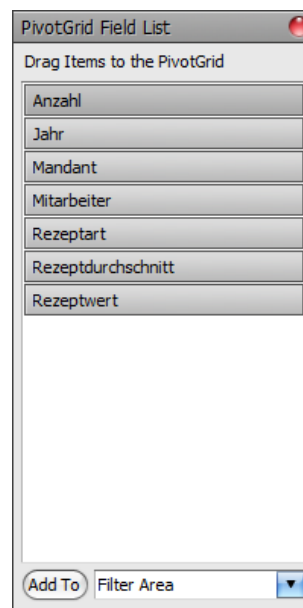 PivotGrid Field List
Drag Items to the PivotGrid
Anzahl
Jahr
Mandant
Mitarbeiter
Rezeptart
Rezeptdurchschnitt
Rezeptwert
Add To Filter Area